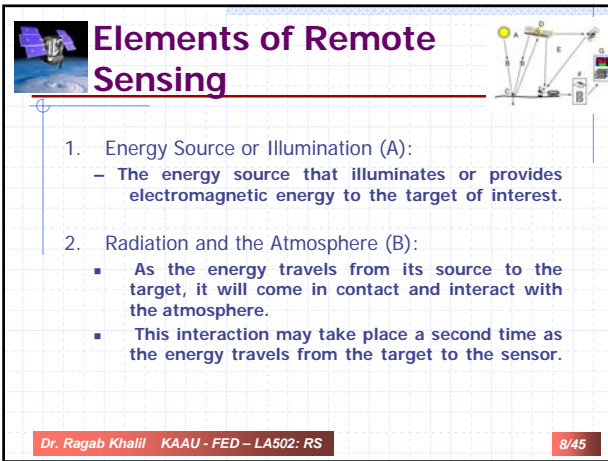 Elements of Remote
Sensing
A
D
E
B
B
C
F
G
1. Energy Source or Illumination (A):
– The energy source that illuminates or provides
electromagnetic energy to the target of interest.
2. Radiation and the Atmosphere (B):
▪ As the energy travels from its source to the
target, it will come in contact and interact with
the atmosphere.
▪ This interaction may take place a second time as
the energy travels from the target to the sensor.
Dr. Ragab Khalil KAAU - FED – LA502: RS
8/45